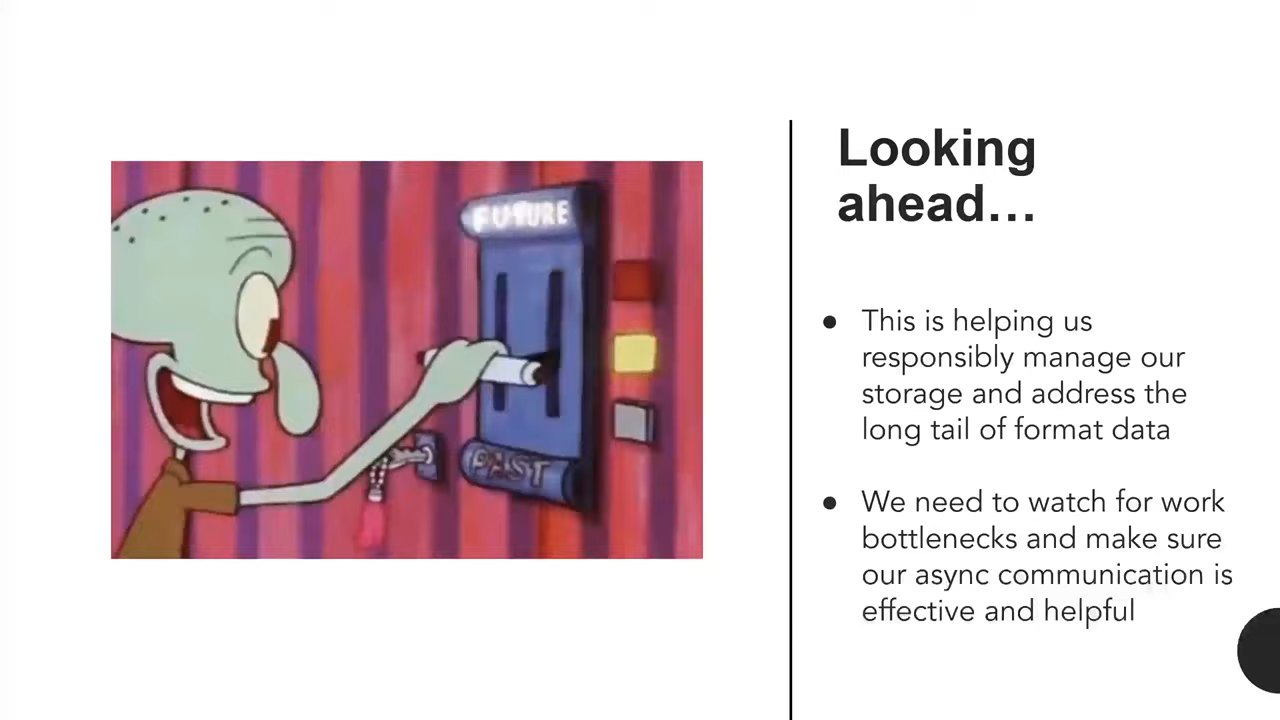 FUTURE
PAST
Looking
ahead…
● This is helping us
responsibly manage our
storage and address the
long tail of format data
● We need to watch for work
bottlenecks and make sure
our async communication is
effective and helpful